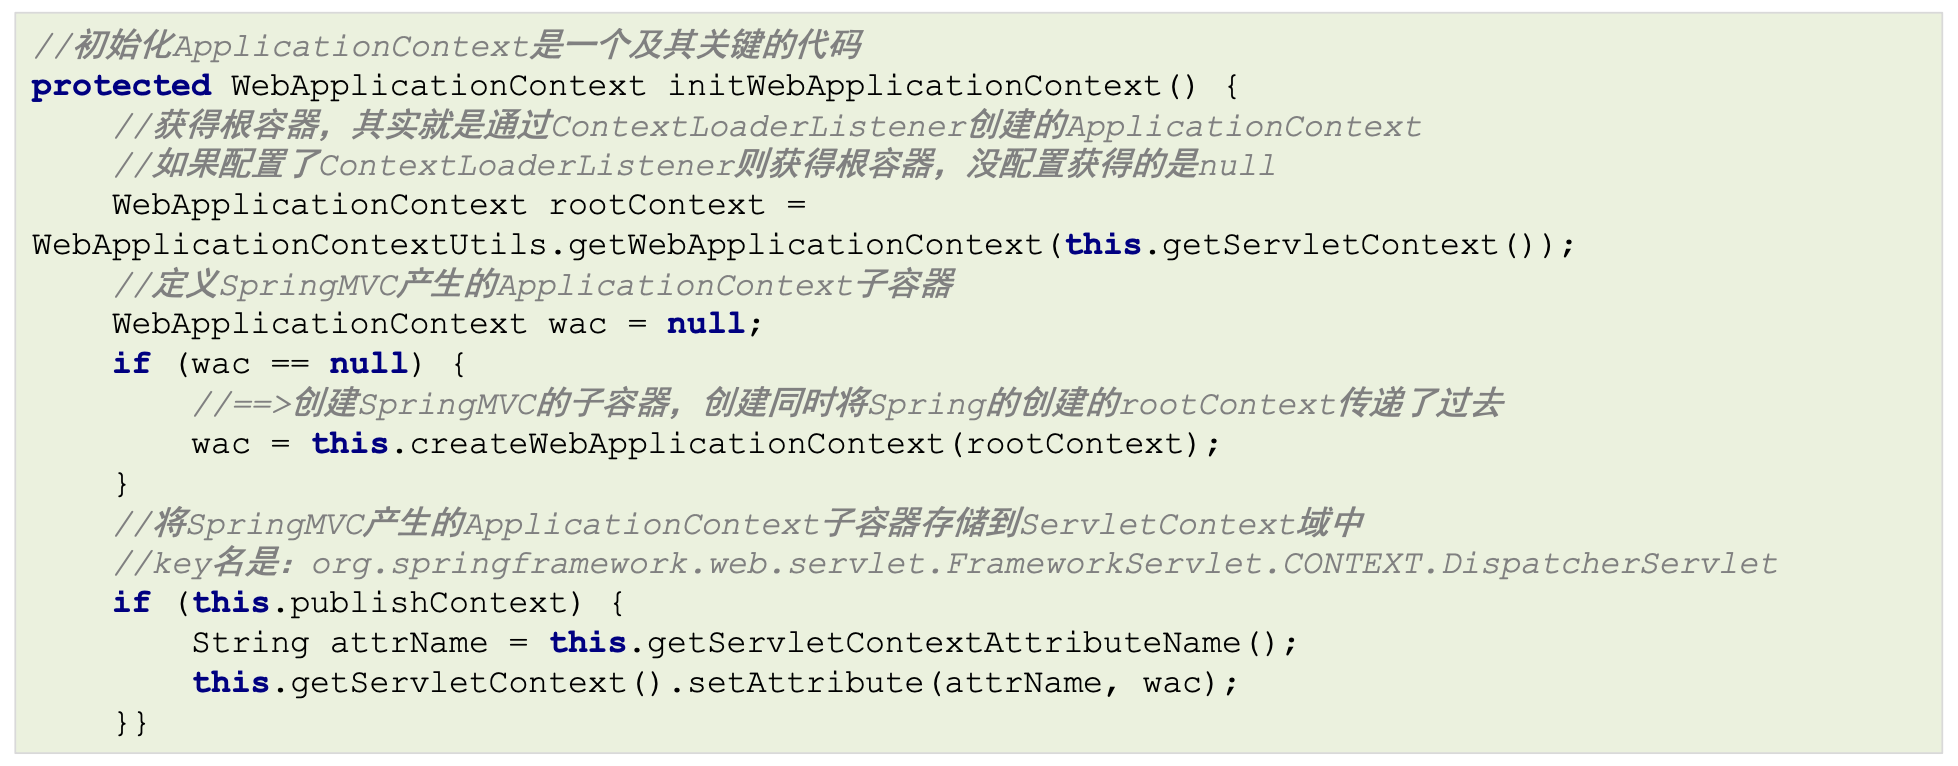 //初始化ApplicationContext是一个及其关键的代码
protected WebApplicationContext initWebApplicationContext() {
    //获得根容器，其实就是通过ContextLoaderListener创建的ApplicationContext
    //如果配置了ContextLoaderListener则获得根容器，没配置获得的是null
    WebApplicationContext rootContext =
WebApplicationContextUtils.getWebApplicationContext(this.getServletContext());
    //定义SpringMVC产生的ApplicationContext子容器
    WebApplicationContext wac = null;
    if (wac == null) {
        //==>创建SpringMVC的子容器，创建同时将Spring的创建的rootContext传递了过去
        wac = this.createWebApplicationContext(rootContext);
    }
    //将SpringMVC产生的ApplicationContext子容器存储到ServletContext域中
    //key名是：org.springframework.web.servlet.FrameworkServlet.CONTEXT.DispatcherServlet
    if (this.publishContext) {
        String attrName = this.getServletContextAttributeName();
        this.getServletContext().setAttribute(attrName, wac);
    }}